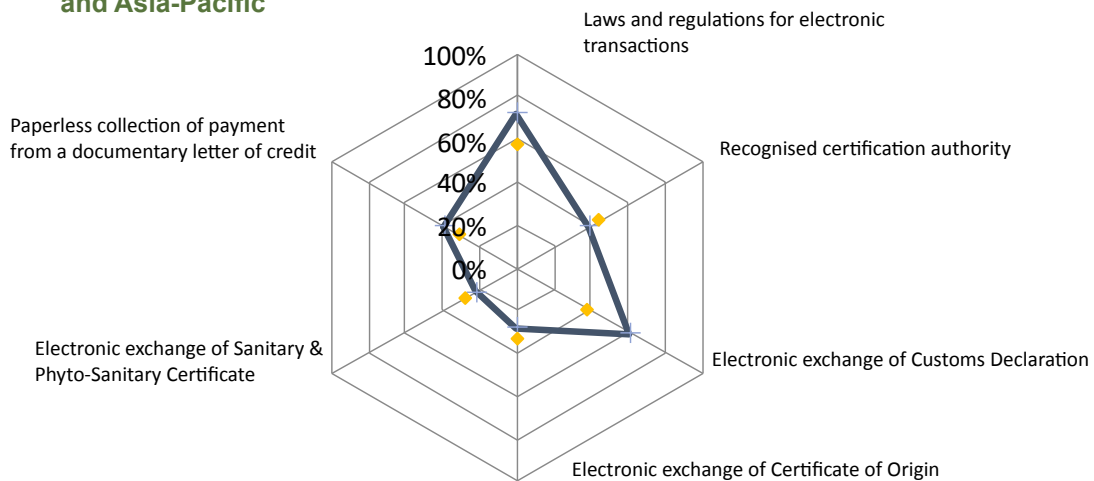 and Asia-Pacific
Laws and regulations for electronic
transactions
100%
80%
60%
40%
20%
0%
Paperless collection of payment
from a documentary letter of credit
Recognised certification authority
Electronic exchange of Sanitary &
Phyto-Sanitary Certificate
Electronic exchange of Customs Declaration
Electronic exchange of Certificate of Origin